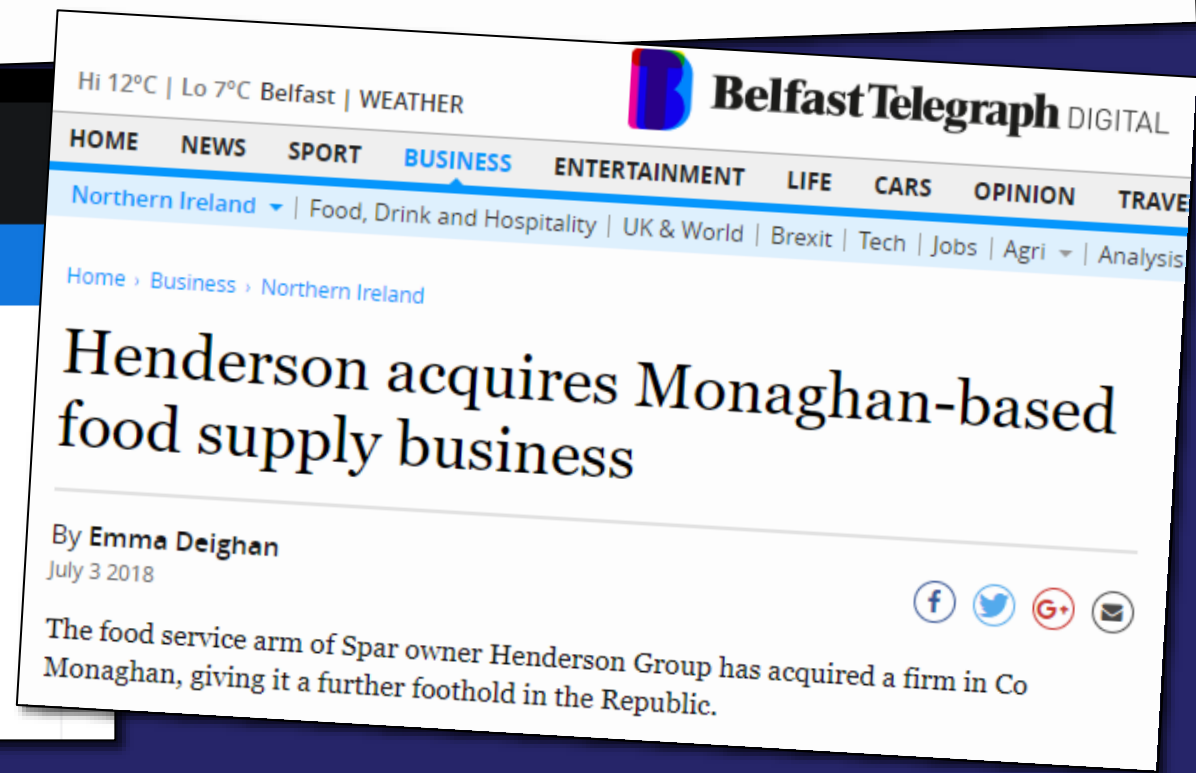 Hi 12°C | Lo 7°C Belfast | WEATHER
Belfast Telegraph DIGITAL
HOME NEWS SPORT BUSINESS ENTERTAINMENT LIFE CARS OPINION TRAVE
Northern Ireland | Food, Drink and Hospitality | UK & World | Brexit | Tech | Jobs | Agri | Analysis
Home › Business › Northern Ireland
Henderson acquires Monaghan-based
food supply business
By Emma Deighan
July 3 2018
f G+
The food service arm of Spar owner Henderson Group has acquired a firm in Co
Monaghan, giving it a further foothold in the Republic.